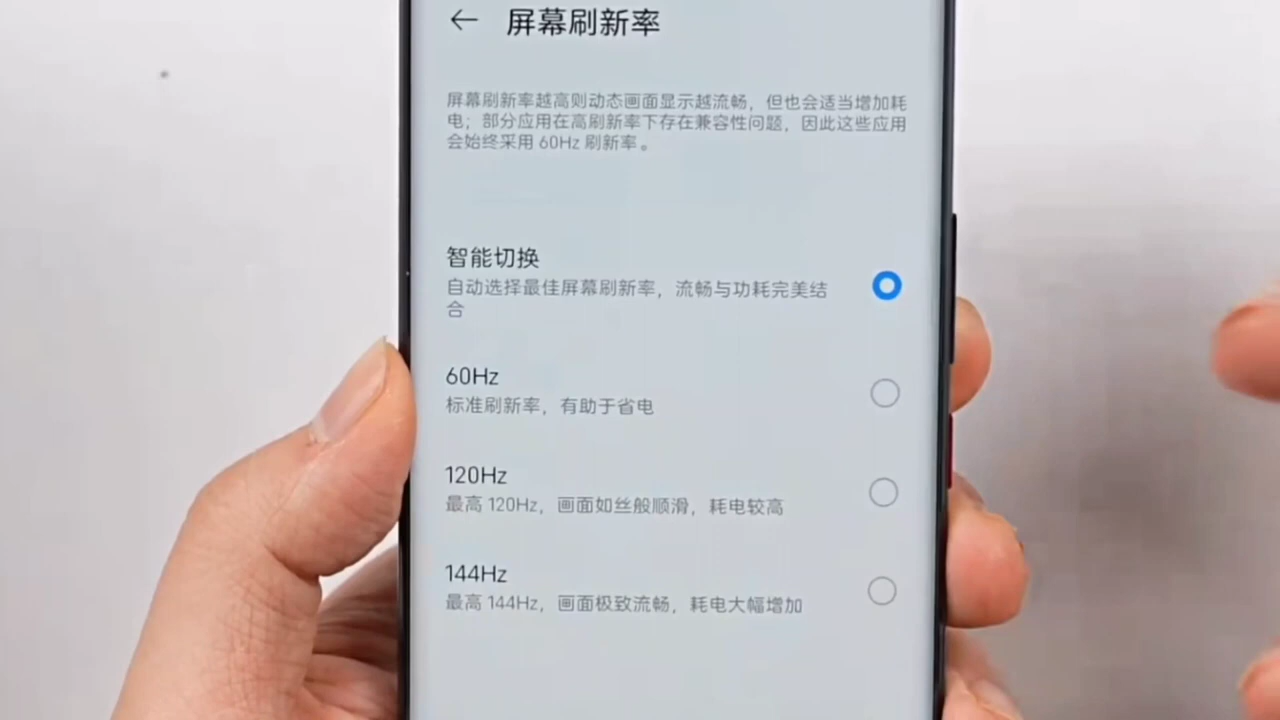 屏幕刷新率
屏幕刷新率越高则动态画面显示越流畅，但也会适当增加耗
电；部分应用在高刷新率下存在兼容性问题，因此这些应用
会始终采用 60Hz 刷新率。
智能切换
自动选择最佳屏幕刷新率，流畅与功耗完美结
合
60Hz
标准刷新率，有助于省电
120Hz
最高 120Hz，画面如丝般顺滑，耗电较高
144Hz
最高 144Hz，画面极致流畅，耗电大幅增加